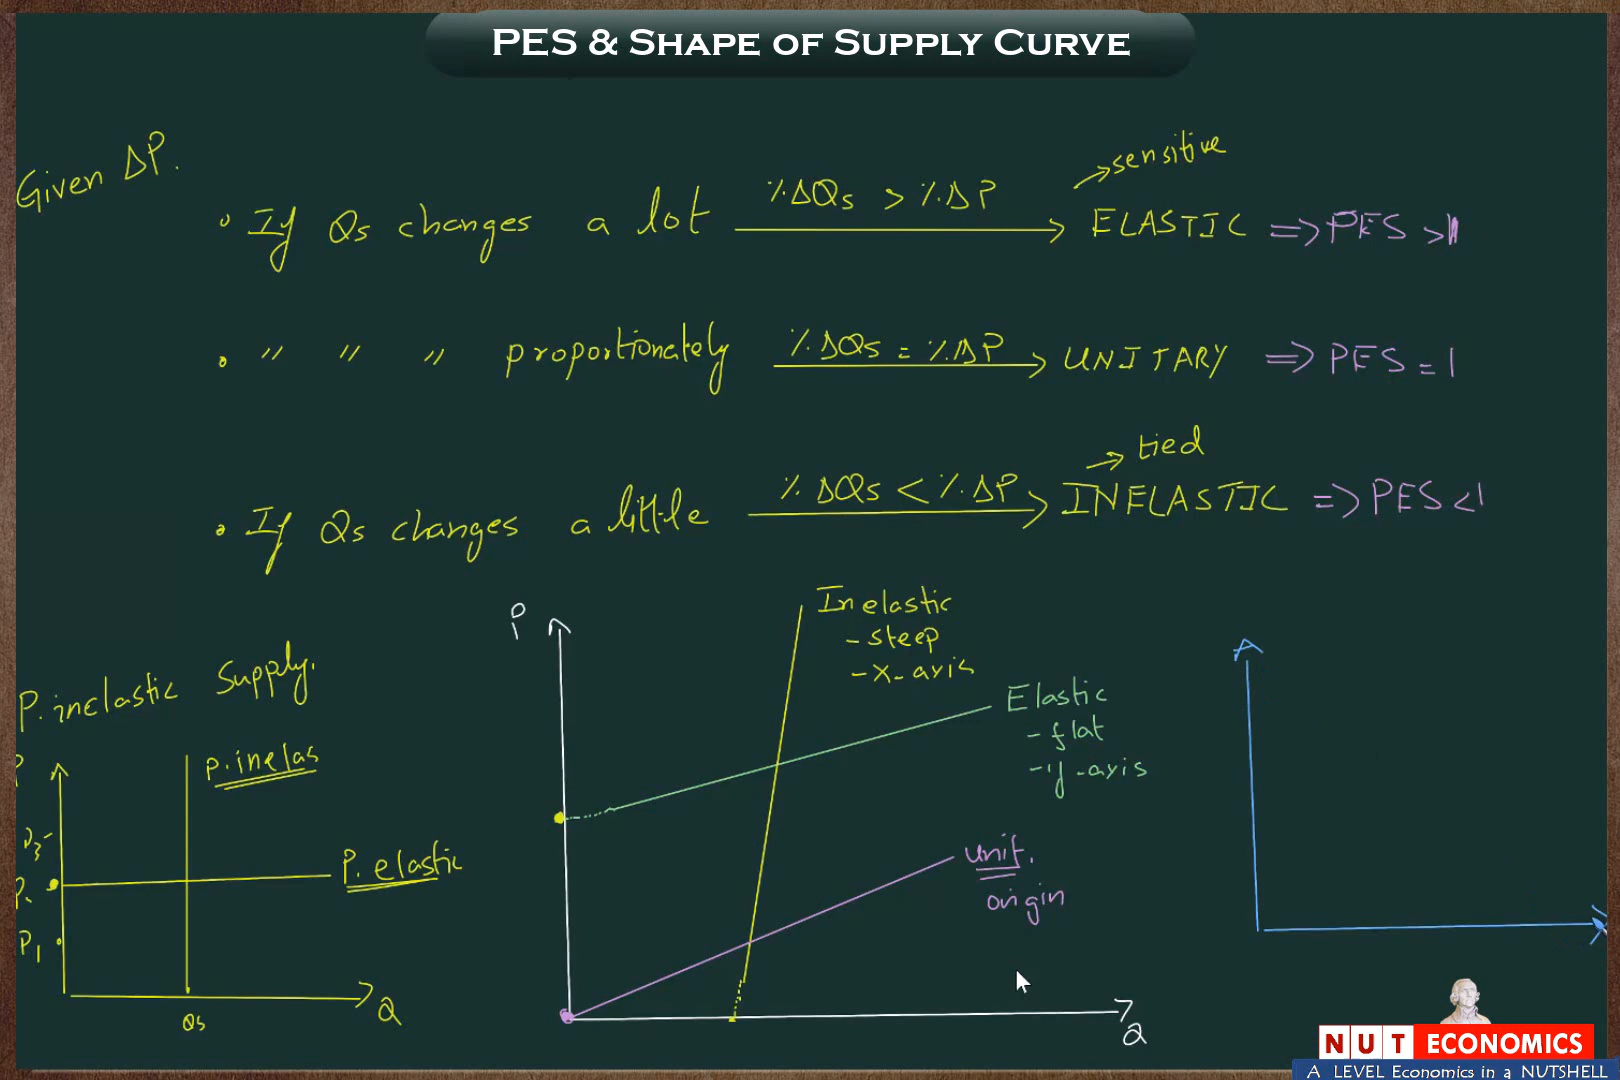 PES & SHAPE OF SUPPLY CURVE
Given ΔP.
• If Qs changes a lot %ΔQs > %ΔP ELASTIC => PES >1
sensitive
• " " " proportionately %ΔQs = %ΔP UNITARY => PES = 1
• If Qs changes a little %ΔQs < %ΔP INELASTIC => PES <1
tied
P. inelastic Supply.
P
p. inelas
P. elastic
P3
P1
Qs
Q
P
Inelastic
- steep
- x-axis
Elastic
- flat
- y-axis
unit.
origin
Q
NUT ECONOMICS
A LEVEL Economics in a NUTSHELL